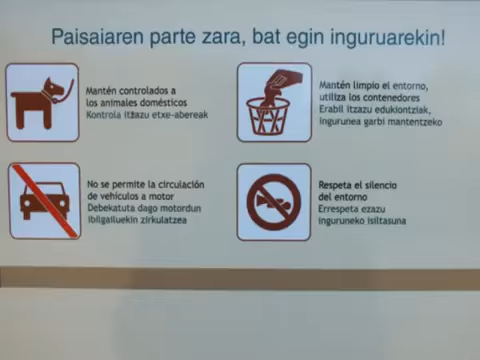 Paisaiaren parte zara, bat egin inguruarekin!
Mantén controlados a
los animales domésticos
Kontrola itzazu etxe-abereak
Mantén limpio el entorno,
utiliza los contenedores
Erabil itzazu edukiontziak,
ingurunea garbi mantentzeko
No se permite la circulación
de vehículos a motor
Debekatuta dago motordun
ibilgailuekin zirkulatzea
Respeta el silencio
del entorno
Errespeta ezazu
inguruneko isiltasuna